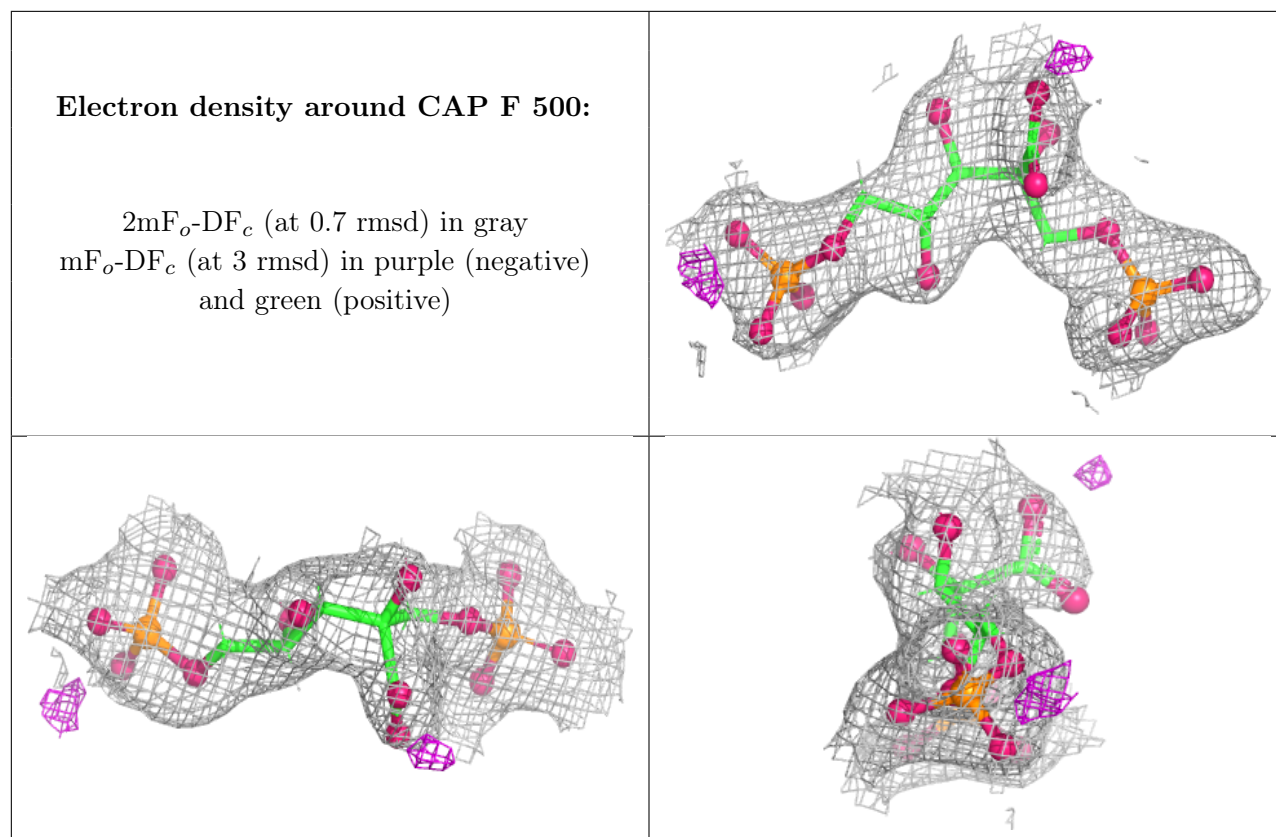 Electron density around CAP F 500:
2mFo-DFc (at 0.7 rmsd) in gray
mFo-DFc (at 3 rmsd) in purple (negative)
and green (positive)